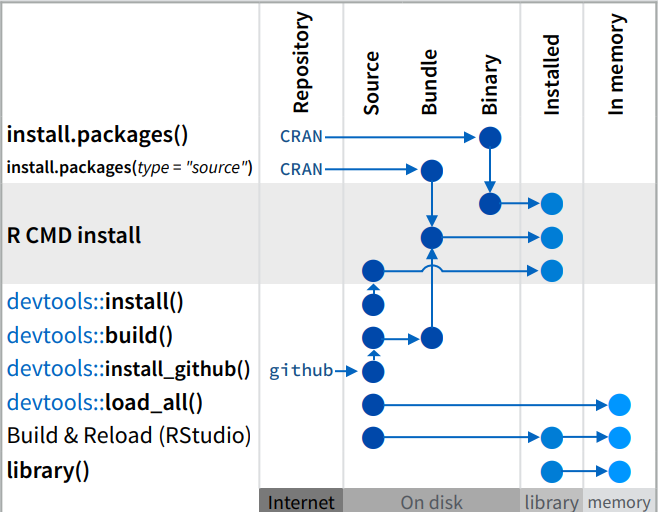 Repository
Source
Bundle
Binary
Installed
In memory
install.packages()
CRAN
install.packages(type = "source")
CRAN
R CMD install
devtools::install()
devtools::build()
devtools::install_github()
github
devtools::load_all()
Build & Reload (RStudio)
library()
Internet
On disk
library
memory